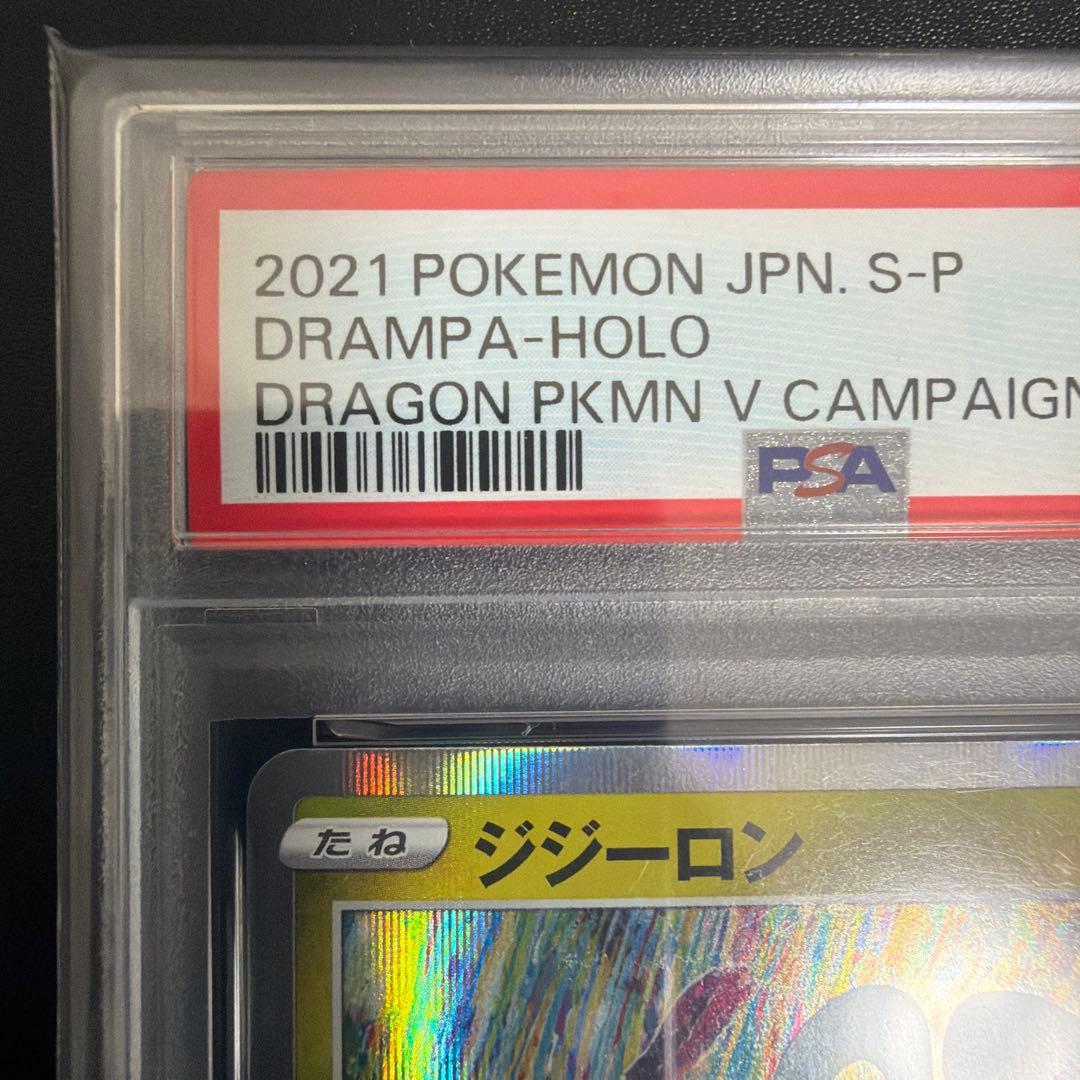 2021 POKEMON JPN. S-P
DRAMPA-HOLO
DRAGON PKMN V CAMPAIGN
PSA
たね ジジーロン